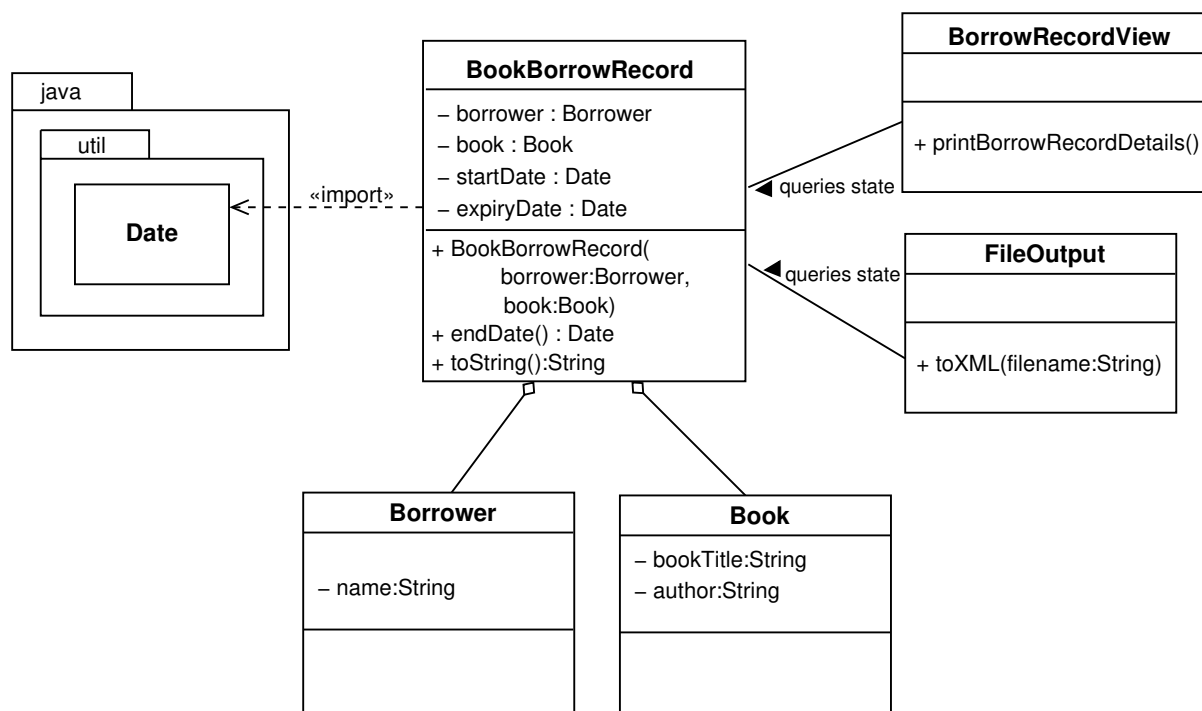 java
util
Date
«import»
BookBorrowRecord
– borrower : Borrower
– book : Book
– startDate : Date
– expiryDate : Date
+ BookBorrowRecord(
borrower:Borrower,
book:Book)
+ endDate() : Date
+ toString():String
BorrowRecordView
+ printBorrowRecordDetails()
queries state
FileOutput
+ toXML(filename:String)
queries state
Borrower
– name:String
Book
– bookTitle:String
– author:String